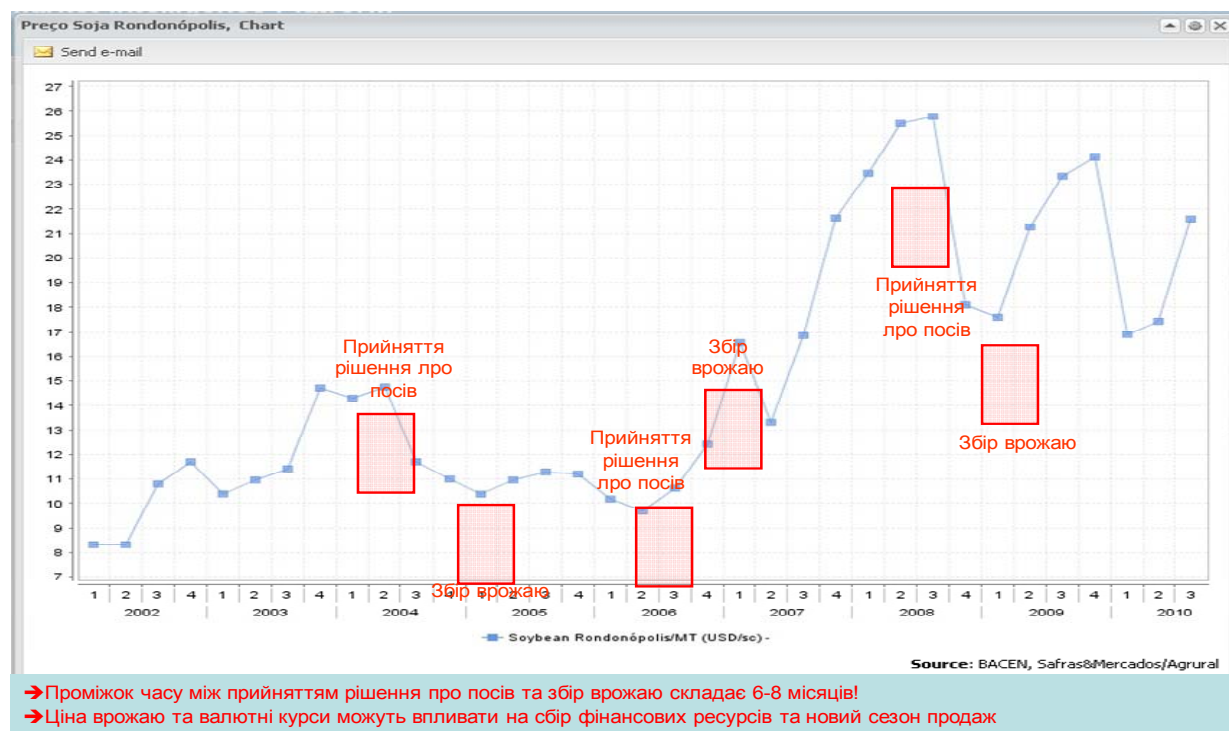 Preço Soja Rondonópolis, Chart
Send e-mail
27
26
25
24
23
22
21
20
19
18
17
16
15
14
13
12
11
10
9
8
7
Прийняття
рішення лро
посів
Збір врожаю
Прийняття
рішення
лро посів
Збір
врожаю
Прийняття
рішення
лро посів
Збір врожаю
1 2 3 4 1 2 3 4 1 2 3 4 1 2 3 4 1 2 3 4 1 2 3 4 1 2 3 4 1 2 3 4 1 2 3
2002 2003 2004 2005 2006 2007 2008 2009 2010
Soybean Rondonópolis/MT (USD/sc) -
Source: BACEN, Safras&Mercados/Agrural
➔Проміжок часу між прийняттям рішення про посів та збір врожаю складає 6-8 місяців!
➔Ціна врожаю та валютні курси можуть впливати на сбір фінансових ресурсів та новий сезон продаж